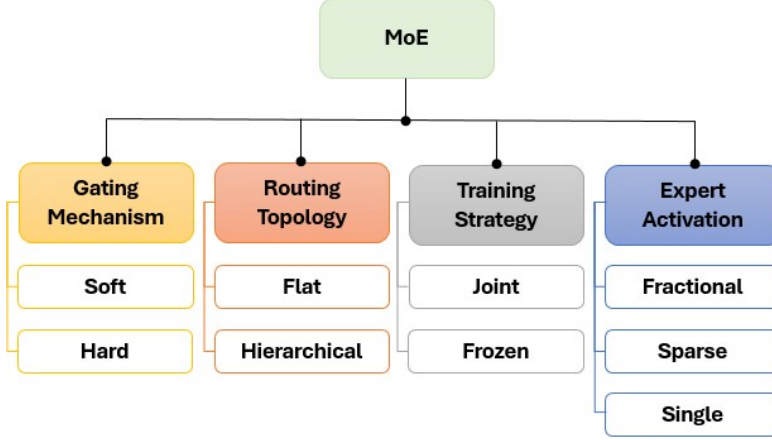 MoE
Gating
Mechanism
Soft
Hard
Routing
Topology
Flat
Hierarchical
Training
Strategy
Joint
Frozen
Expert
Activation
Fractional
Sparse
Single